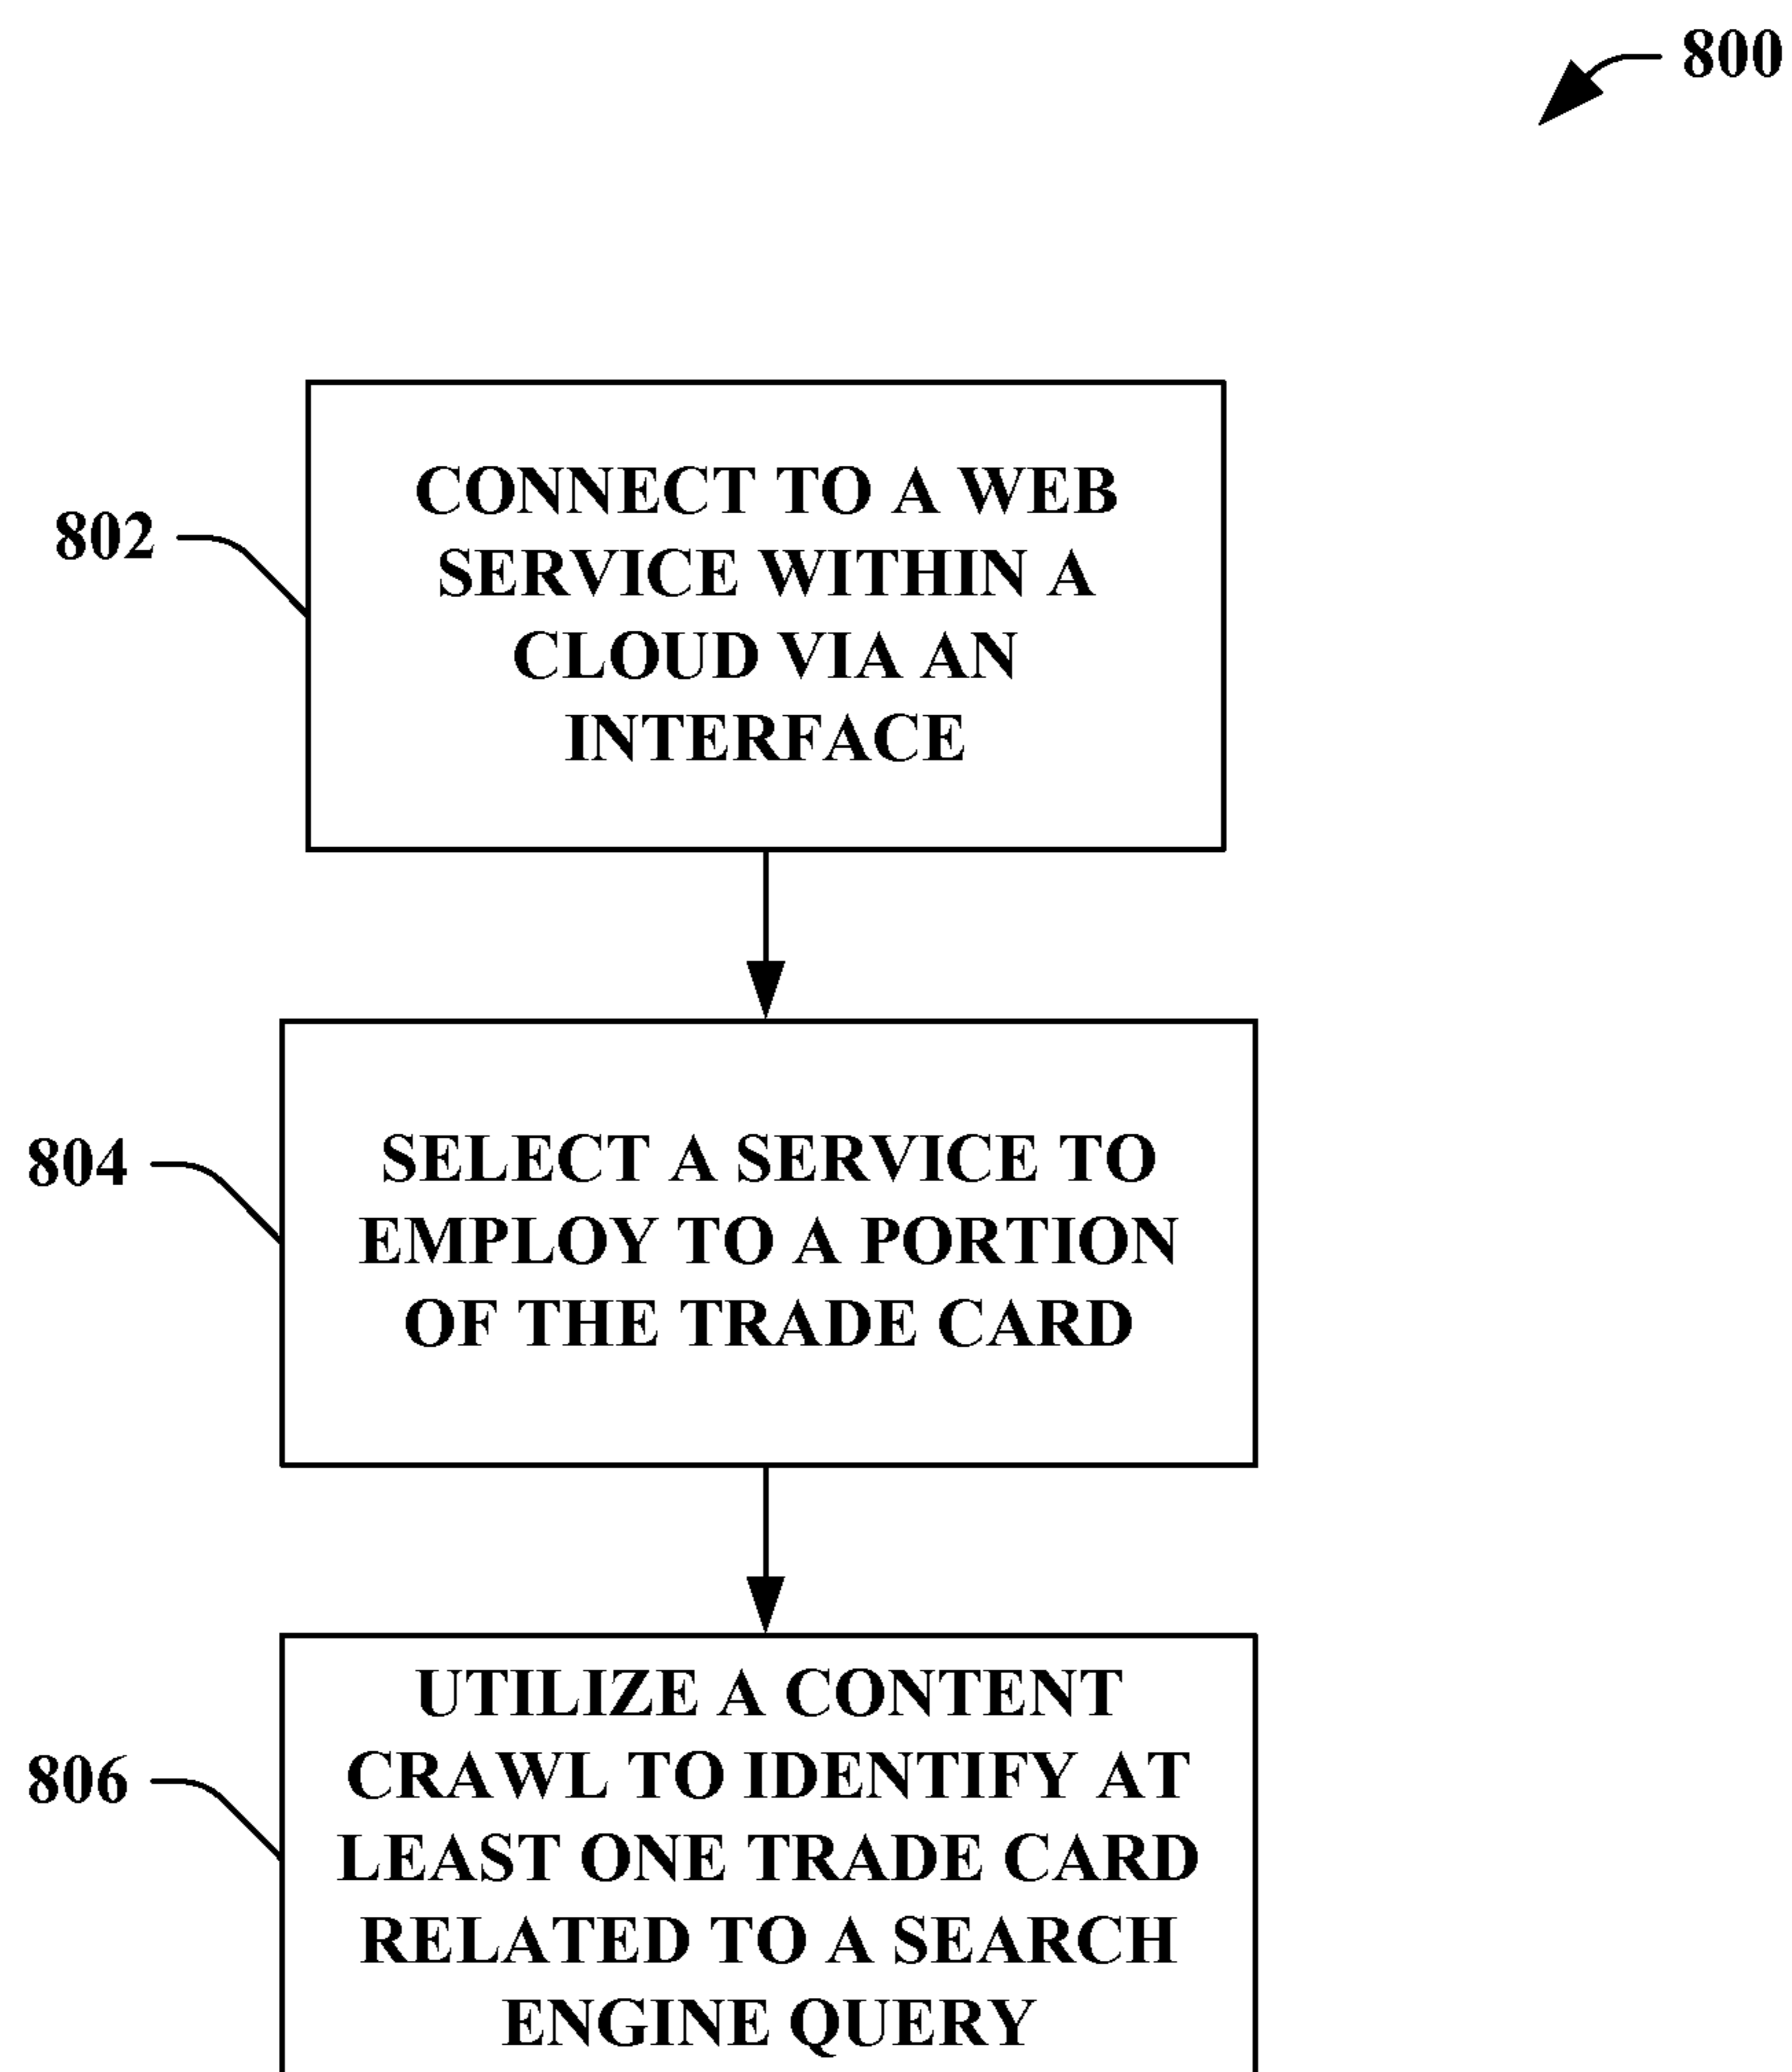 800
802
CONNECT TO A WEB
SERVICE WITHIN A
CLOUD VIA AN
INTERFACE
804
SELECT A SERVICE TO
EMPLOY TO A PORTION
OF THE TRADE CARD
806
UTILIZE A CONTENT
CRAWL TO IDENTIFY AT
LEAST ONE TRADE CARD
RELATED TO A SEARCH
ENGINE QUERY